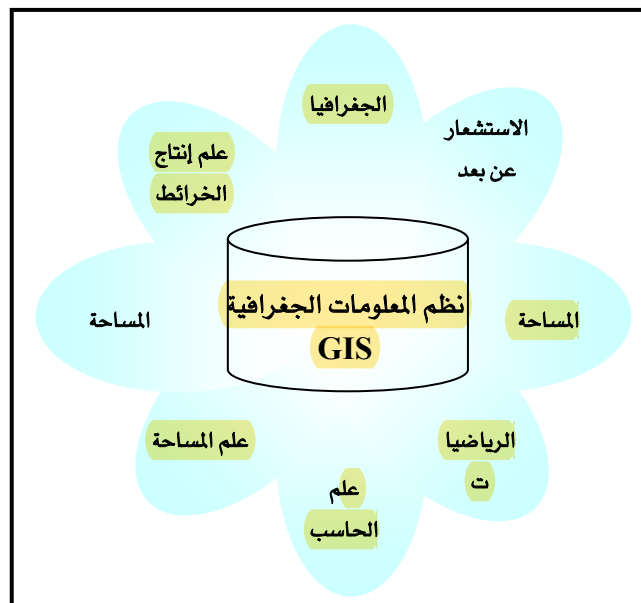 الجغرافيا
الاستشعار
عن بعد
علم إنتاج
الخرائط
نظم المعلومات الجغرافية
GIS
المساحة
المساحة
الرياضيا
ت
علم المساحة
علم
الحاسب